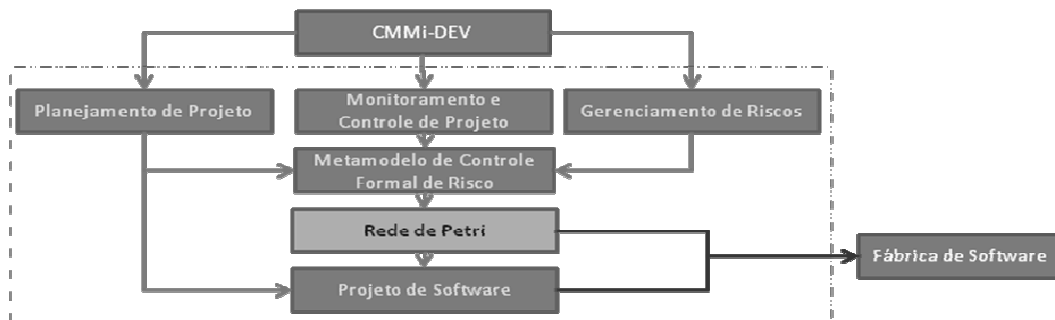 CMMi-DEV
Planejamento de Projeto
Monitoramento e
Controle de Projeto
Gerenciamento de Riscos
Metamodelo de Controle
Formal de Risco
Rede de Petri
Fábrica de Software
Projeto de Software